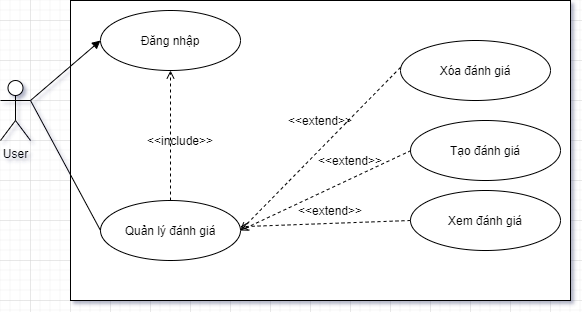 Đăng nhập
Xóa đánh giá
<<extend>>
<<include>>
User
Tạo đánh giá
<<extend>>
<<extend>>
Xem đánh giá
Quản lý đánh giá